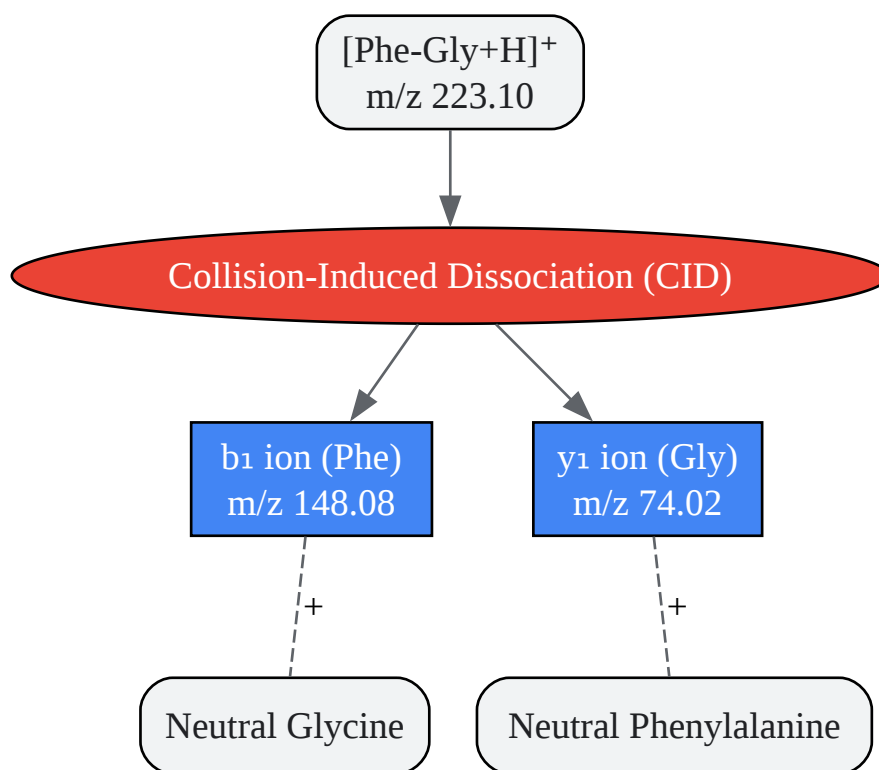 [Phe-Gly+H]⁺
m/z 223.10
Collision-Induced Dissociation (CID)
b₁ ion (Phe)
m/z 148.08
y₁ ion (Gly)
m/z 74.02
+
+
Neutral Glycine
Neutral Phenylalanine